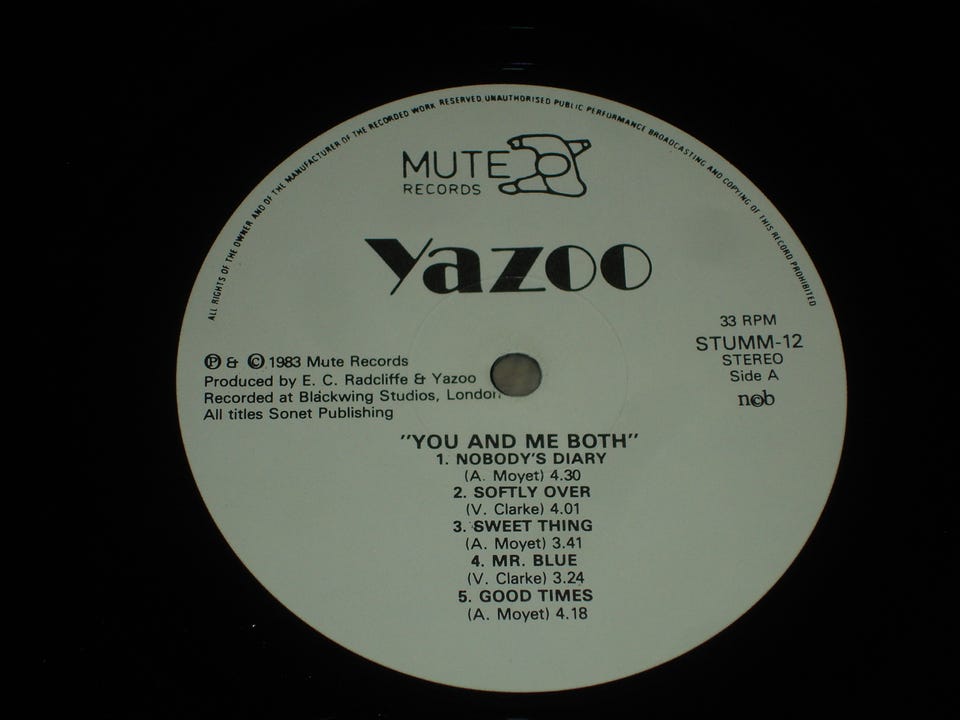 ALL RIGHTS OF THE OWNER AND OF THE MANUFACTURER OF THE RECORDED WORK RESERVED UNAUTHORISED PUBLIC PERFORMANCE BROADCASTING AND COPYING OF THIS RECORD PROHIBITED
MUTE
RECORDS
Yazoo
33 RPM
STUMM-12
STEREO
Side A
n©b
℗ & © 1983 Mute Records
Produced by E. C. Radcliffe & Yazoo
Recorded at Blackwing Studios, London
All titles Sonet Publishing
"YOU AND ME BOTH"
1. NOBODY'S DIARY
(A. Moyet) 4.30
2. SOFTLY OVER
(V. Clarke) 4.01
3. SWEET THING
(A. Moyet) 3.41
4. MR. BLUE
(V. Clarke) 3.24
5. GOOD TIMES
(A. Moyet) 4.18